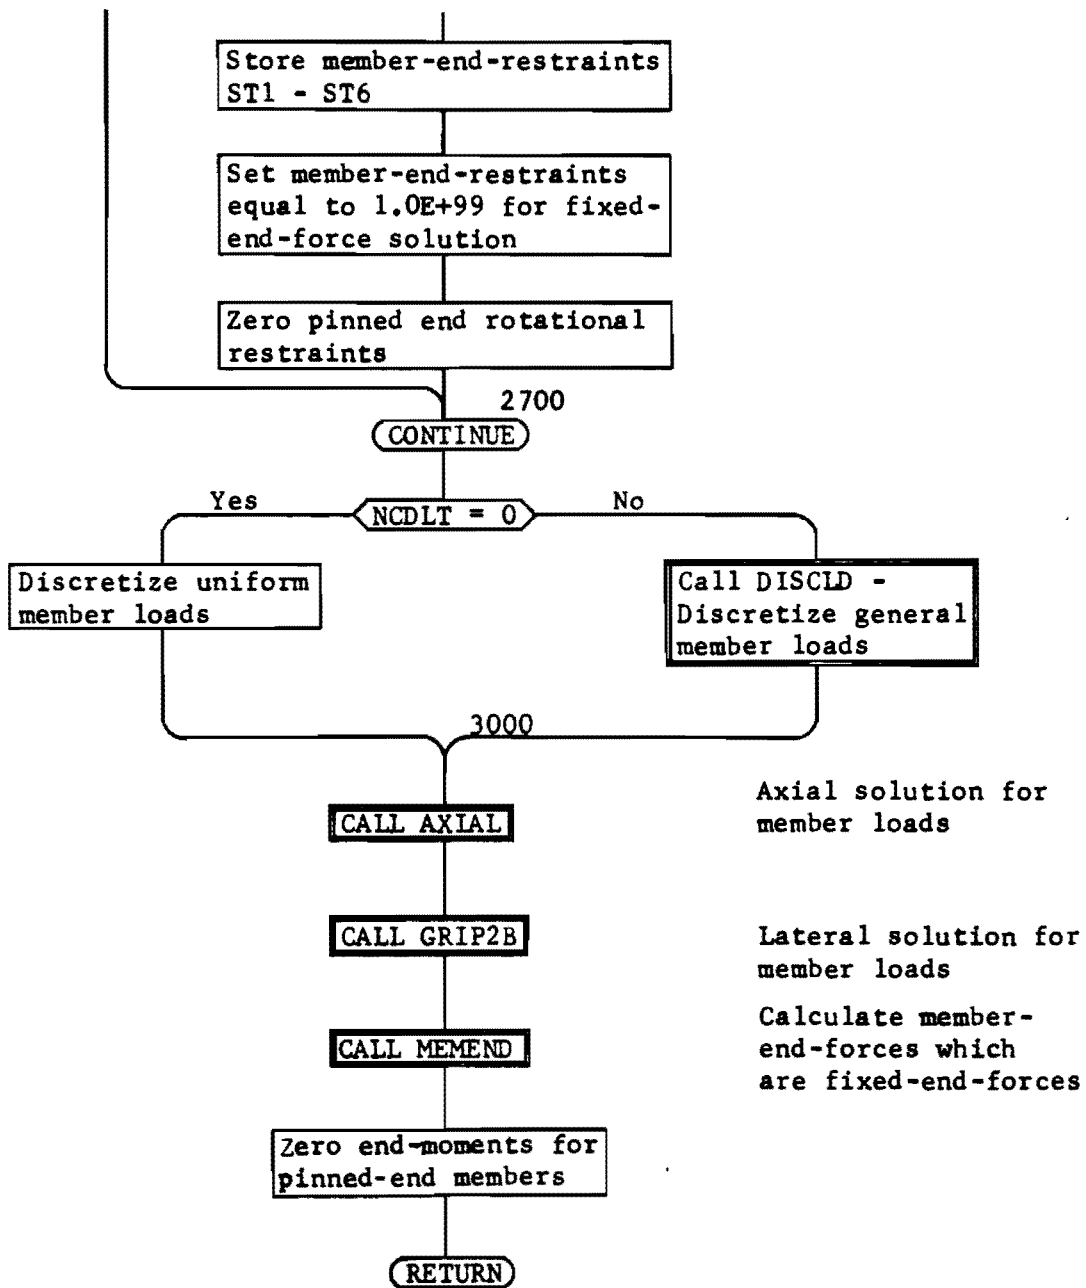 Store member-end-restraints
ST1 - ST6
Set member-end-restraints
equal to 1.0E+99 for fixed-
end-force solution
Zero pinned end rotational
restraints
2700
CONTINUE
Yes
NCDLT = 0
No
Discretize uniform
member loads
Call DISCLD -
Discretize general
member loads
3000
CALL AXIAL
Axial solution for
member loads
CALL GRIP2B
Lateral solution for
member loads
CALL MEMEND
Calculate member-
end-forces which
are fixed-end-forces
Zero end-moments for
pinned-end members
RETURN